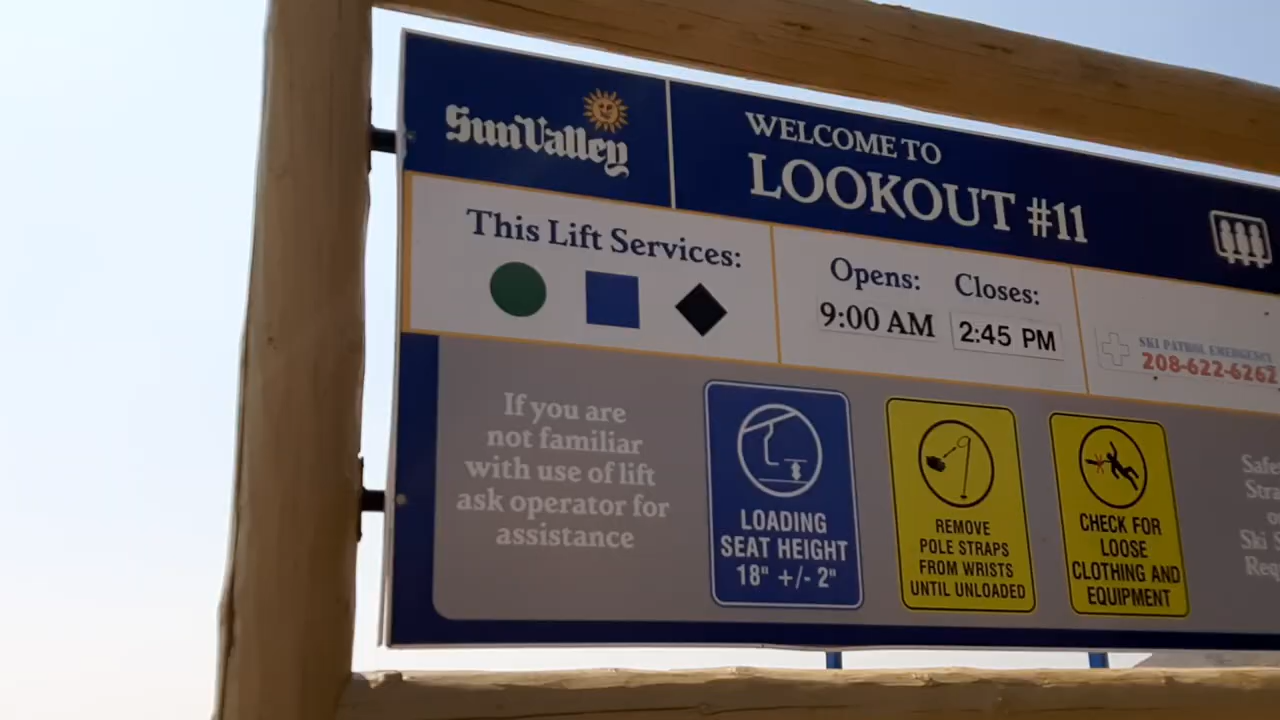 SunValley
WELCOME TO
LOOKOUT #11
This Lift Services:
Opens:
9:00 AM
Closes:
2:45 PM
SKI PATROL EMERGENCY
208-622-6262
If you are
not familiar
with use of lift
ask operator for
assistance
LOADING
SEAT HEIGHT
18" +/- 2"
REMOVE
POLE STRAPS
FROM WRISTS
UNTIL UNLOADED
CHECK FOR
LOOSE
CLOTHING AND
EQUIPMENT
Ski